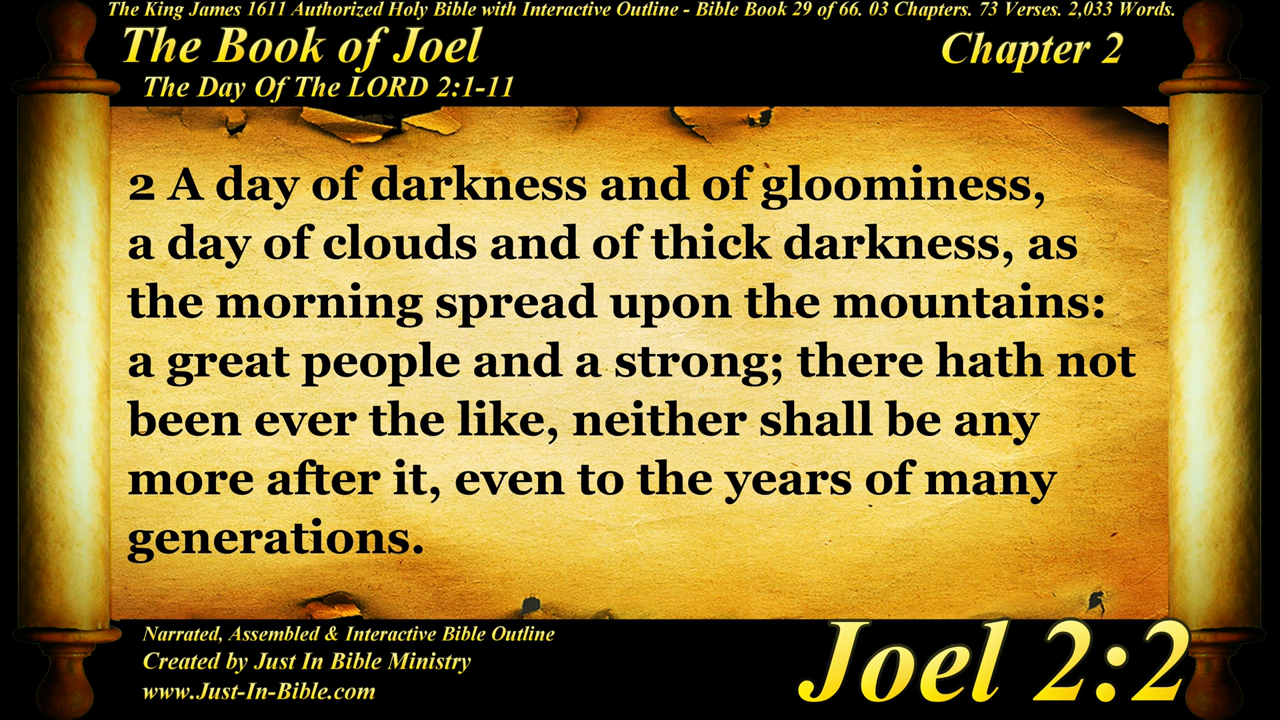 The King James 1611 Authorized Holy Bible with Interactive Outline - Bible Book 29 of 66. 03 Chapters. 73 Verses. 2,033 Words.
The Book of Joel
Chapter 2
The Day Of The LORD 2:1-11
2 A day of darkness and of gloominess,
a day of clouds and of thick darkness, as
the morning spread upon the mountains:
a great people and a strong; there hath not
been ever the like, neither shall be any
more after it, even to the years of many
generations.
Narrated, Assembled & Interactive Bible Outline
Created by Just In Bible Ministry
www.Just-In-Bible.com
Joel 2:2